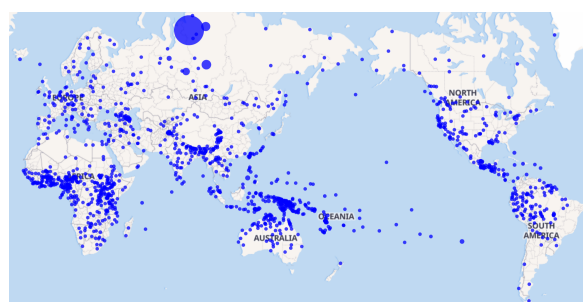 EUROPE
ASIA
NORTH
AMERICA
AFRICA
OCEANIA
AUSTRALIA
SOUTH
AMERICA